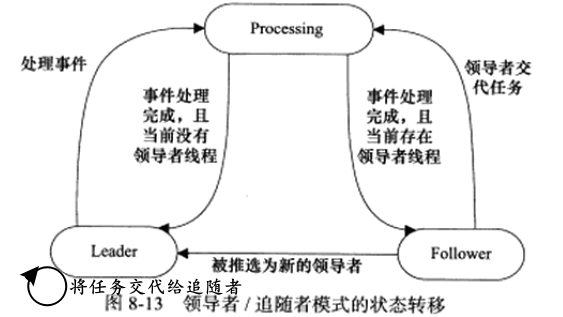 Processing
处理事件
领导者交
代任务
事件处理
完成，且
当前没有
领导者线程
事件处理
完成，且
当前存在
领导者线程
Leader
Follower
被推选为新的领导者
将任务交代给追随者
图 8-13 领导者 / 追随者模式的状态转移